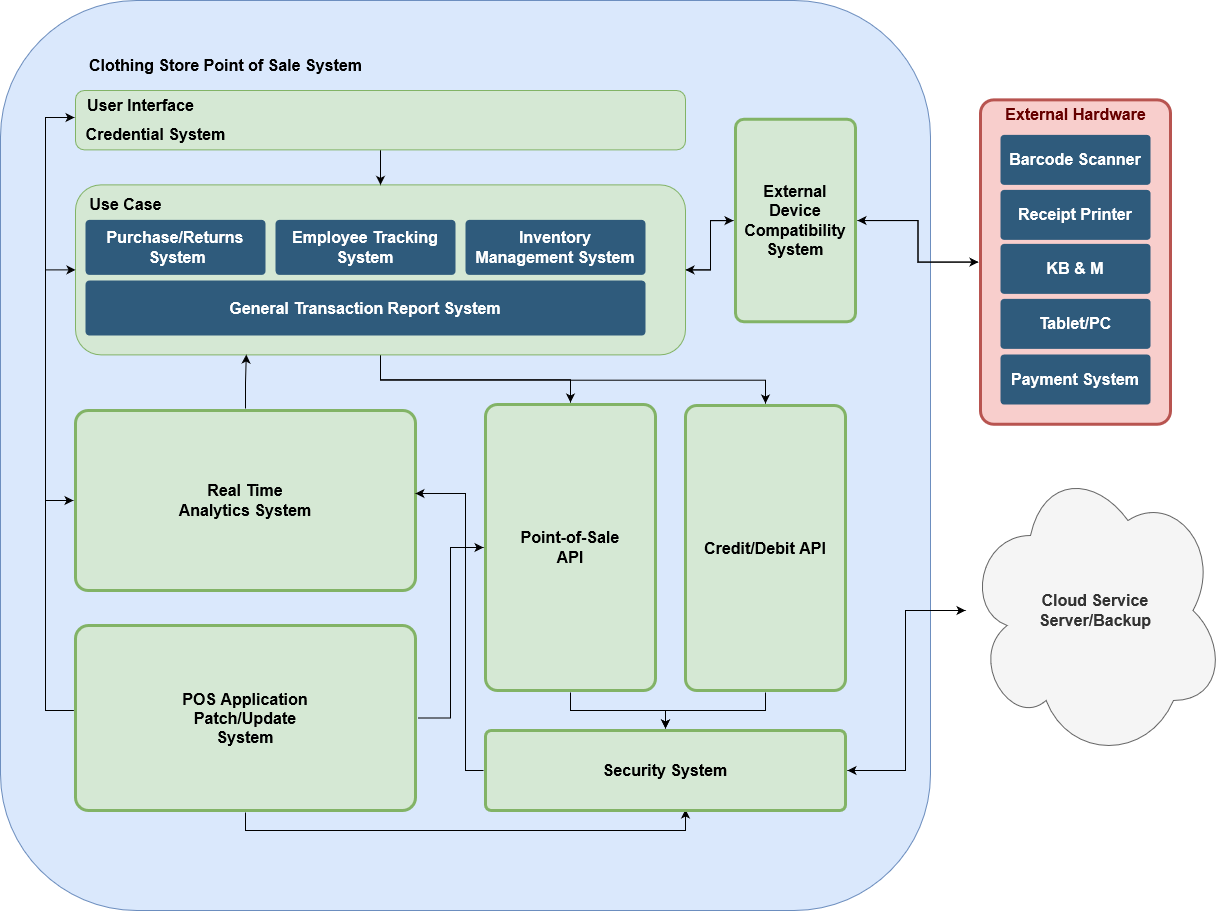 Clothing Store Point of Sale System
User Interface
Credential System
Use Case
Purchase/Returns
System
Employee Tracking
System
Inventory
Management System
General Transaction Report System
External
Device
Compatibility
System
External Hardware
Barcode Scanner
Receipt Printer
KB & M
Tablet/PC
Payment System
Real Time
Analytics System
Point-of-Sale
API
Credit/Debit API
Cloud Service
Server/Backup
POS Application
Patch/Update
System
Security System